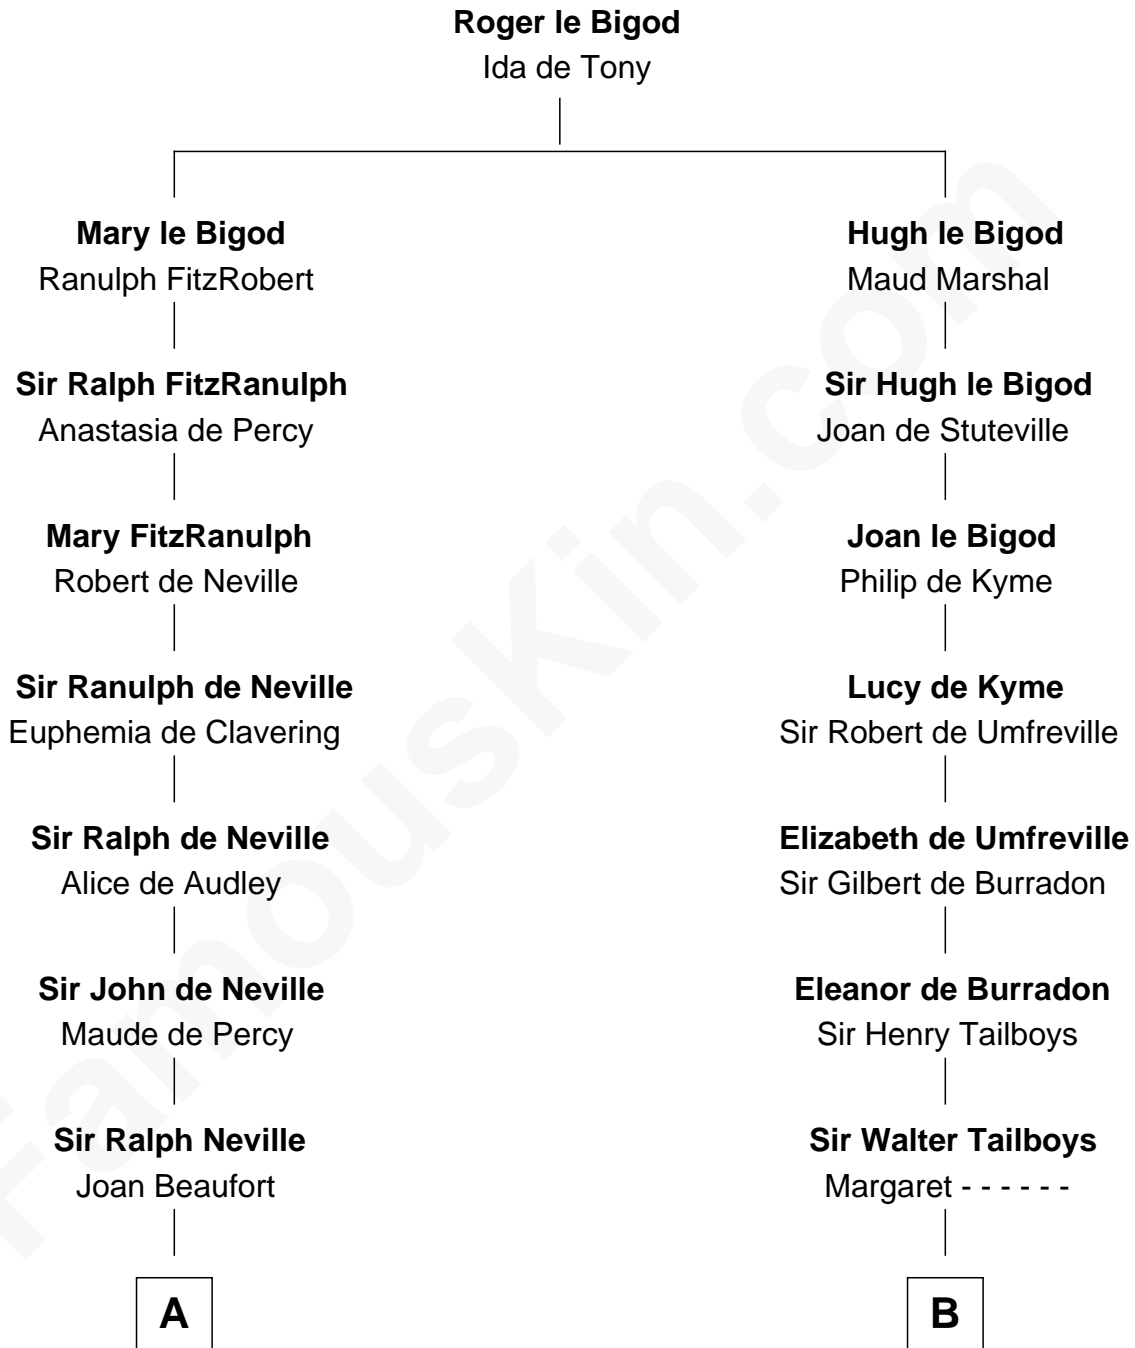 Roger le Bigod
Ida de Tony
Mary le Bigod
Ranulph FitzRobert
Sir Ralph FitzRanulph
Anastasia de Percy
Mary FitzRanulph
Robert de Neville
Sir Ranulph de Neville
Euphemia de Clavering
Sir Ralph de Neville
Alice de Audley
Sir John de Neville
Maude de Percy
Sir Ralph Neville
Joan Beaufort
A
Hugh le Bigod
Maud Marshal
Sir Hugh le Bigod
Joan de Stuteville
Joan le Bigod
Philip de Kyme
Lucy de Kyme
Sir Robert de Umfreville
Elizabeth de Umfreville
Sir Gilbert de Burradon
Eleanor de Burradon
Sir Henry Tailboys
Sir Walter Tailboys
Margaret - - - - - -
B
FamousKin.com